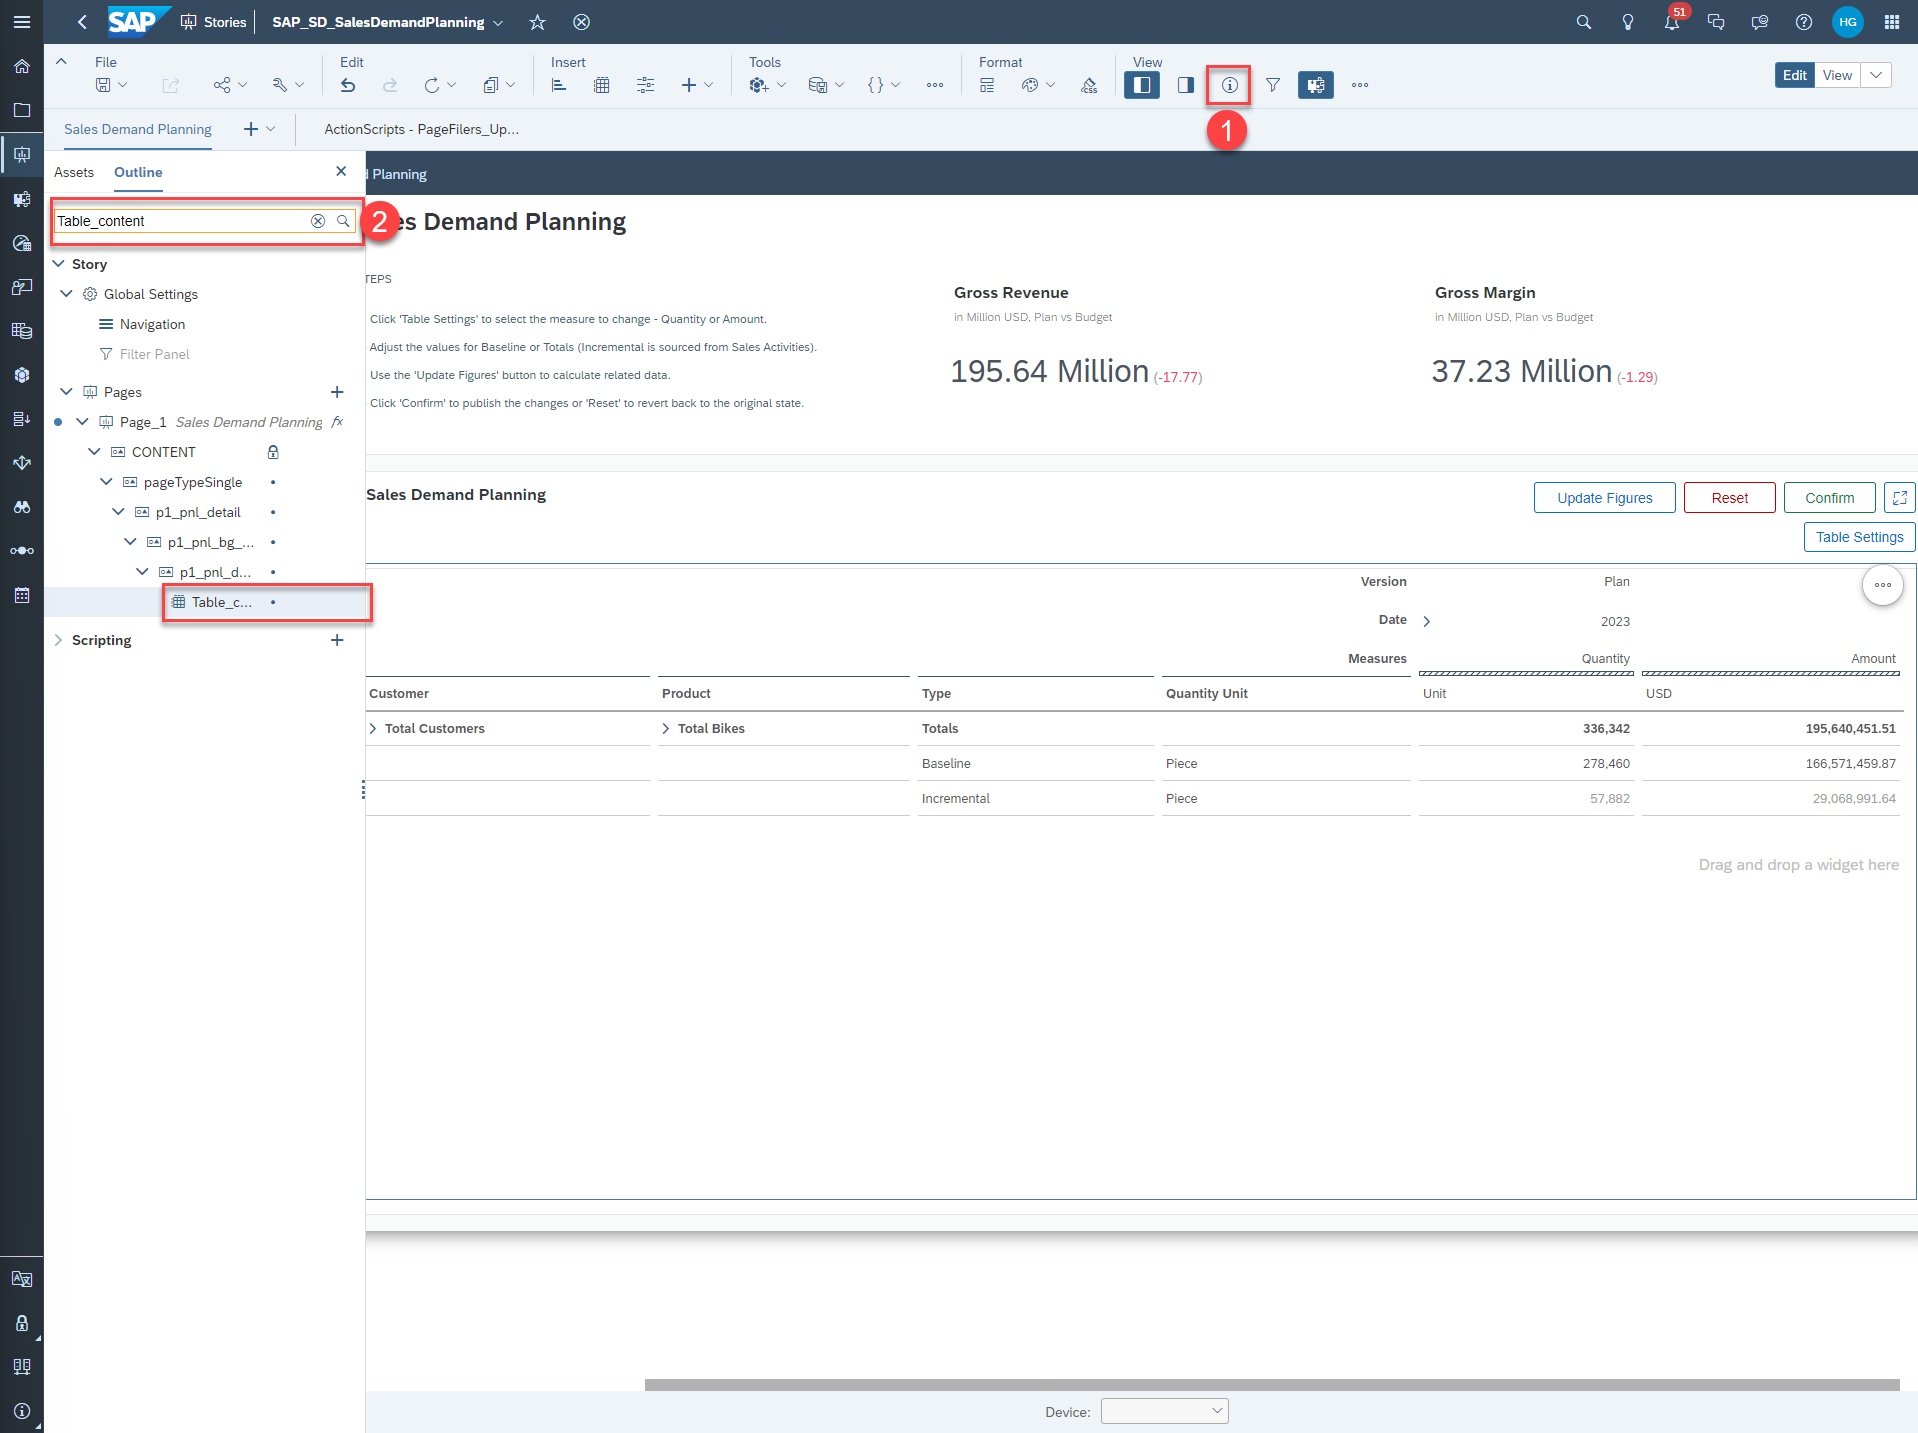 SAP Stories SAP_SD_SalesDemandPlanning 51 HG
File Edit Insert Tools Format View
CSS
Edit View
1
Sales Demand Planning ActionScripts - PageFilers_Up...
Assets Outline d Planning
Table_content 2 es Demand Planning
Story
TEPS
Global Settings Gross Revenue Gross Margin
in Million USD, Plan vs Budget in Million USD, Plan vs Budget
Navigation Click 'Table Settings' to select the measure to change - Quantity or Amount.
Filter Panel Adjust the values for Baseline or Totals (Incremental is sourced from Sales Activities).
Use the 'Update Figures' button to calculate related data. 195.64 Million (-17.77) 37.23 Million (-1.29)
Pages Click 'Confirm' to publish the changes or 'Reset' to revert back to the original state.
Page_1 Sales Demand Planning fx
CONTENT
pageTypeSingle Sales Demand Planning Update Figures Reset Confirm
p1_pnl_detail
p1_pnl_bg_... Table Settings
p1_pnl_d... Version Plan
Table_c... Date 2023
Scripting
Measures Quantity Amount
Customer Product Type Quantity Unit Unit USD
Total Customers Total Bikes Totals 336,342 195,640,451.51
Baseline Piece 278,460 166,571,459.87
Incremental Piece 57,882 29,068,991.64
Drag and drop a widget here
Device: